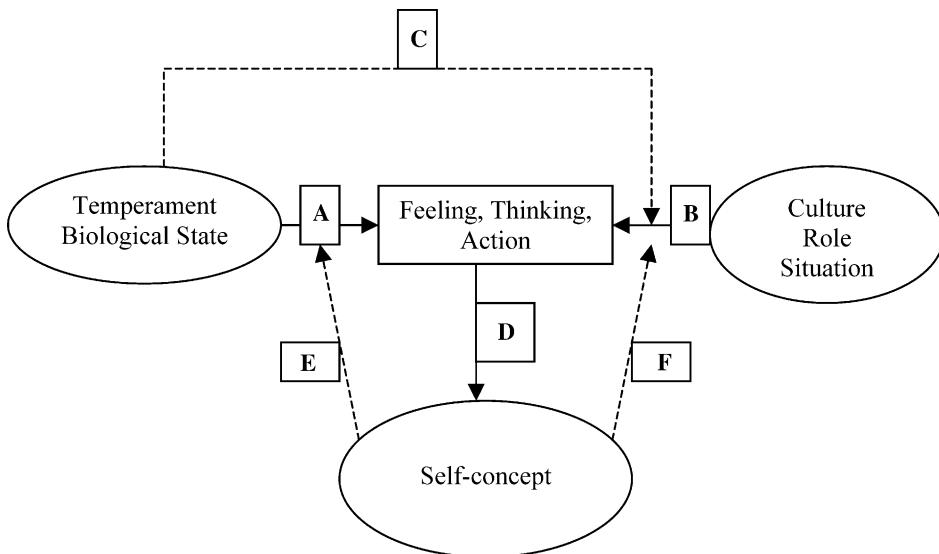 C
Temperament
Biological State
A
Feeling, Thinking,
Action
B
Culture
Role
Situation
E
D
F
Self-concept